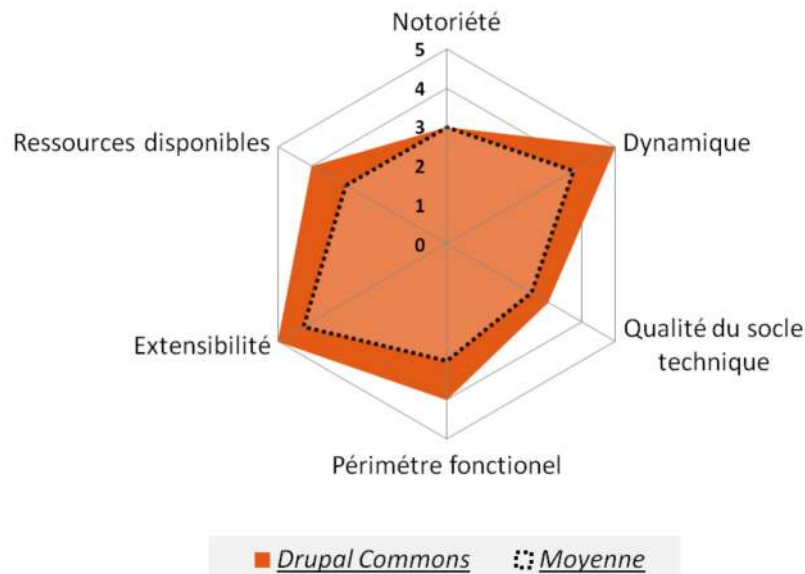 Notoriété
5
4
3
2
1
0
Ressources disponibles
Dynamique
Extensibilité
Qualité du socle
technique
Périmétre fonctionel
Drupal Commons
Moyenne